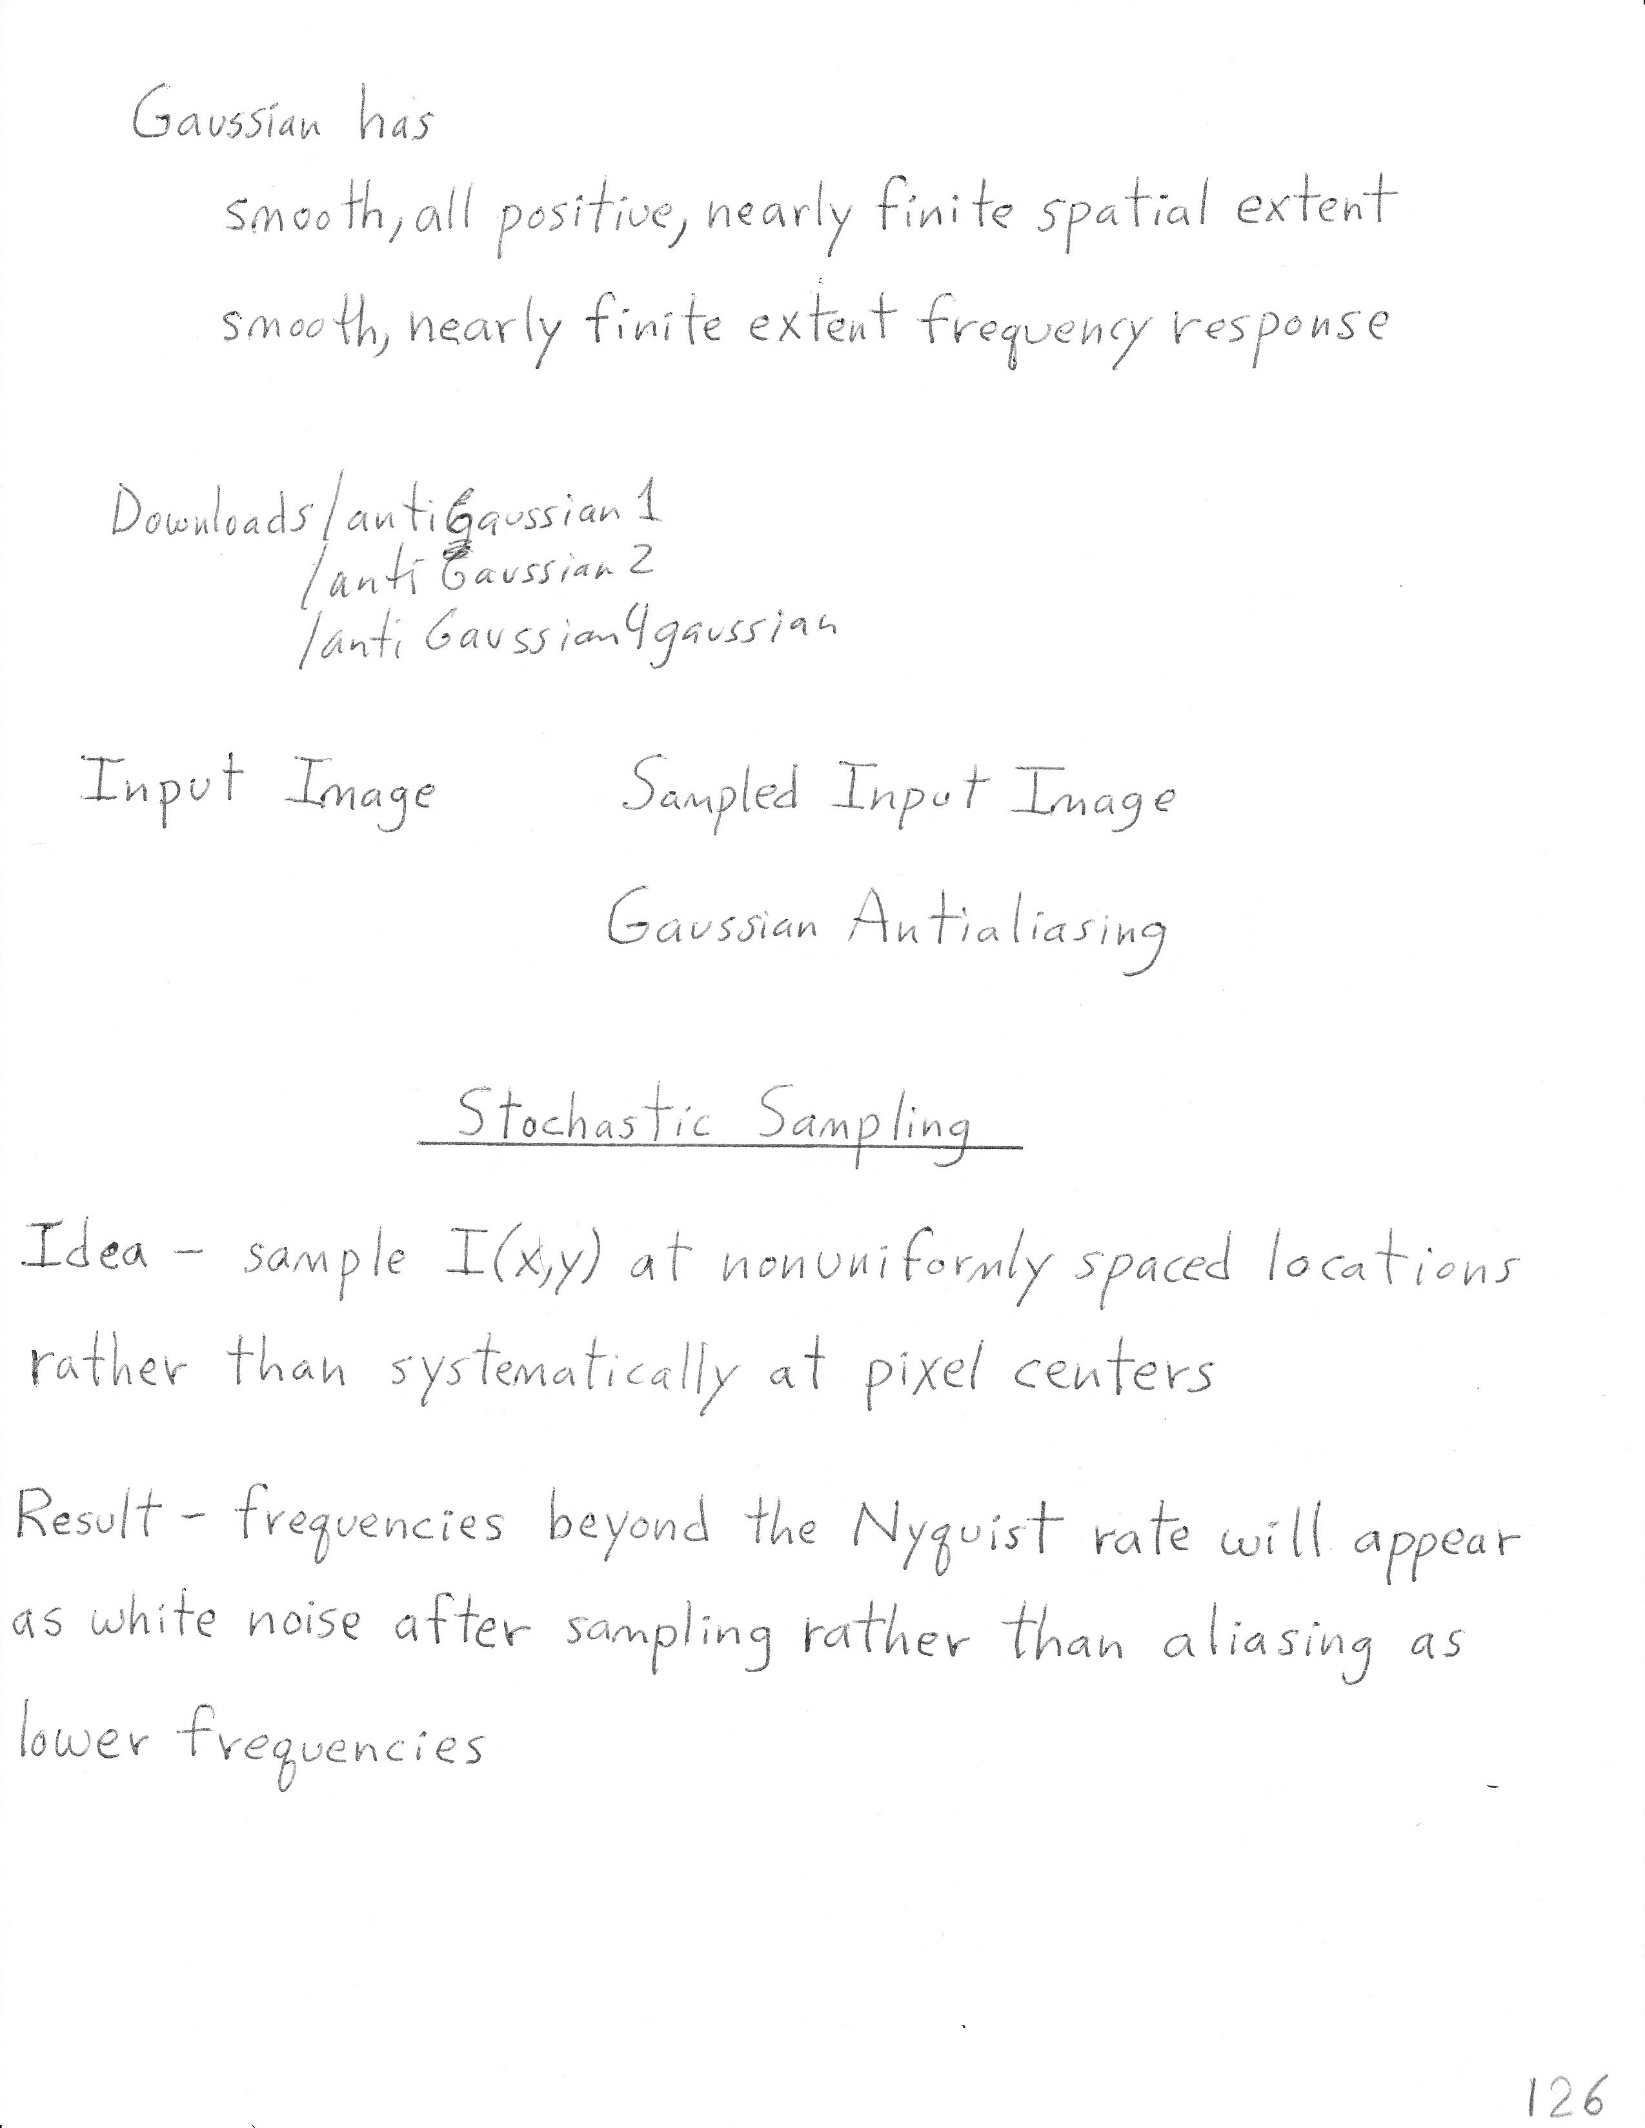 Gaussian has
smooth, all positive, nearly finite spatial extent
smooth, nearly finite extent frequency response
Downloads/antiGaussian1
/antiGaussian2
/antiGaussian4gaussian
Input Image Sampled Input Image
Gaussian Antialiasing
Stochastic Sampling
Idea - sample I(x,y) at nonuniformly spaced locations
rather than systematically at pixel centers
Result - frequencies beyond the Nyquist rate will appear
as white noise after sampling rather than aliasing as
lower frequencies
126